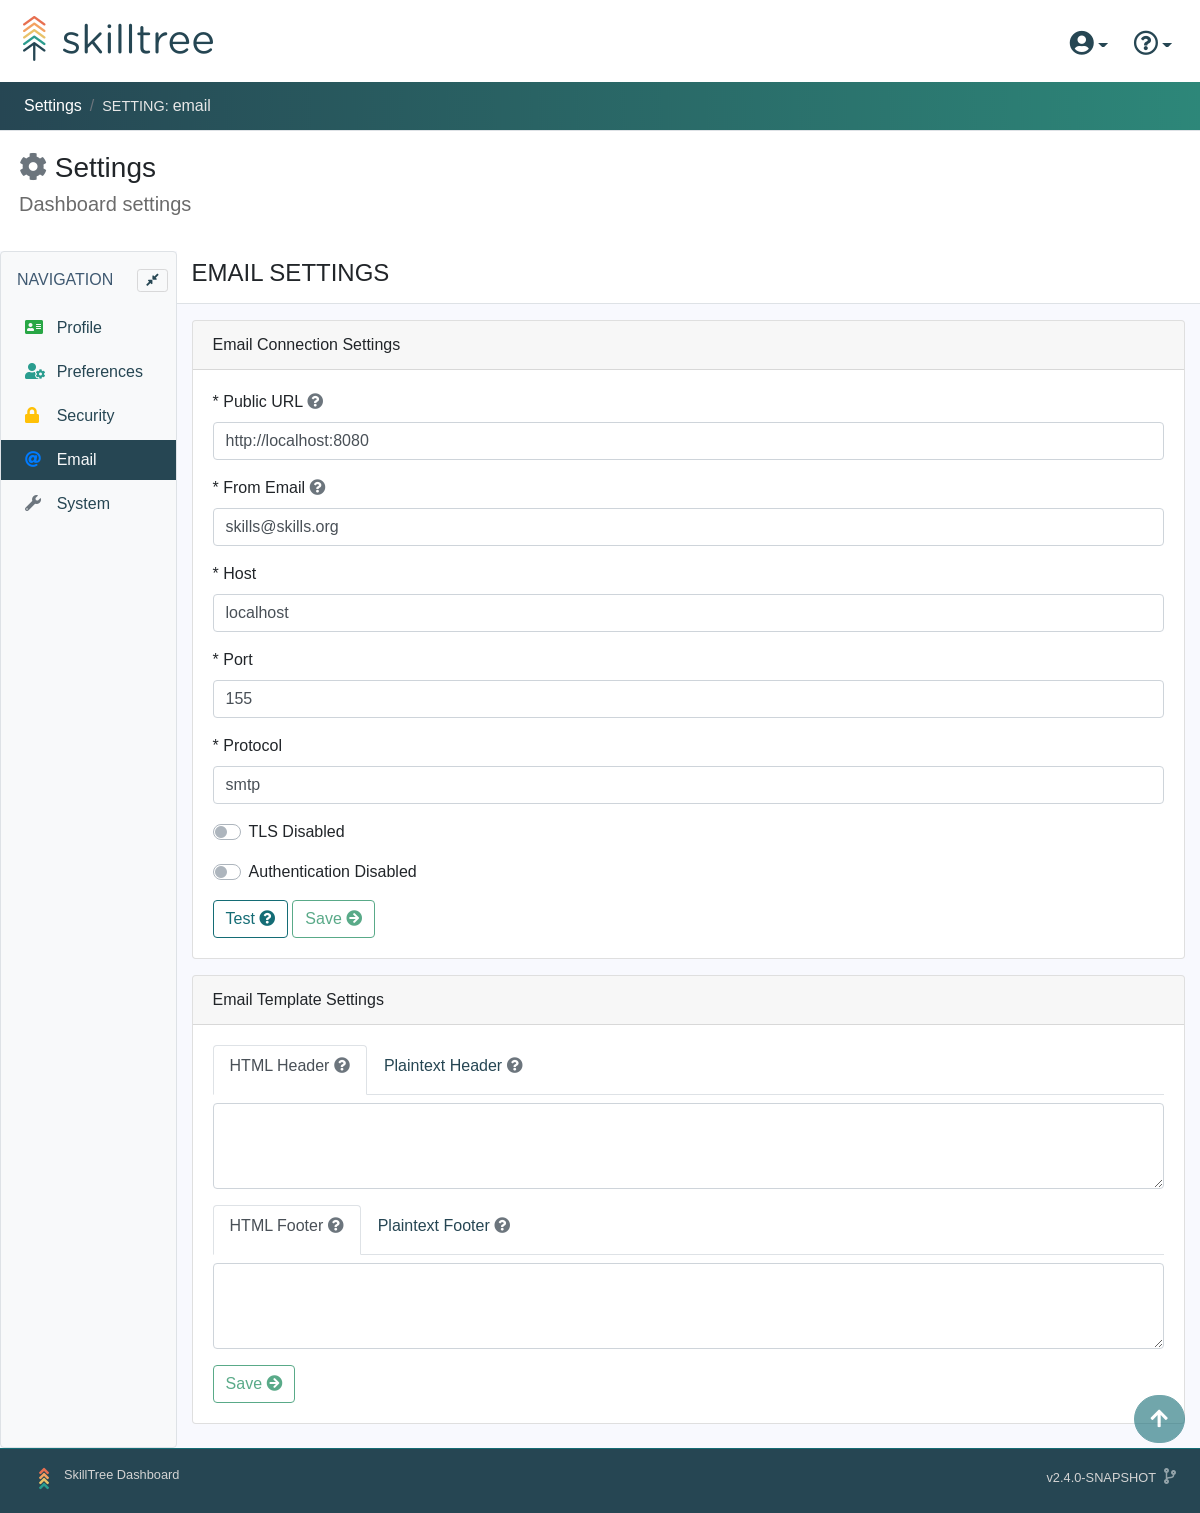 skilltree
Settings / SETTING: email
Settings
Dashboard settings
NAVIGATION
Profile
Preferences
Security
Email
System
EMAIL SETTINGS
Email Connection Settings
* Public URL
http://localhost:8080
* From Email
skills@skills.org
* Host
localhost
* Port
155
* Protocol
smtp
TLS Disabled
Authentication Disabled
Test Save
Email Template Settings
HTML Header Plaintext Header
HTML Footer Plaintext Footer
Save
SkillTree Dashboard v2.4.0-SNAPSHOT